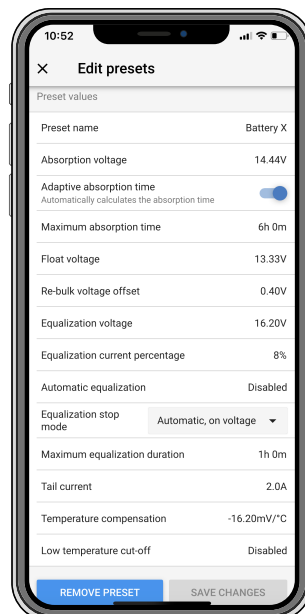 10:52
× Edit presets
Preset values
Preset name Battery X
Absorption voltage 14.44V
Adaptive absorption time
Automatically calculates the absorption time
Maximum absorption time 6h 0m
Float voltage 13.33V
Re-bulk voltage offset 0.40V
Equalization voltage 16.20V
Equalization current percentage 8%
Automatic equalization Disabled
Equalization stop
mode Automatic, on voltage
Maximum equalization duration 1h 0m
Tail current 2.0A
Temperature compensation -16.20mV/°C
Low temperature cut-off Disabled
REMOVE PRESET SAVE CHANGES